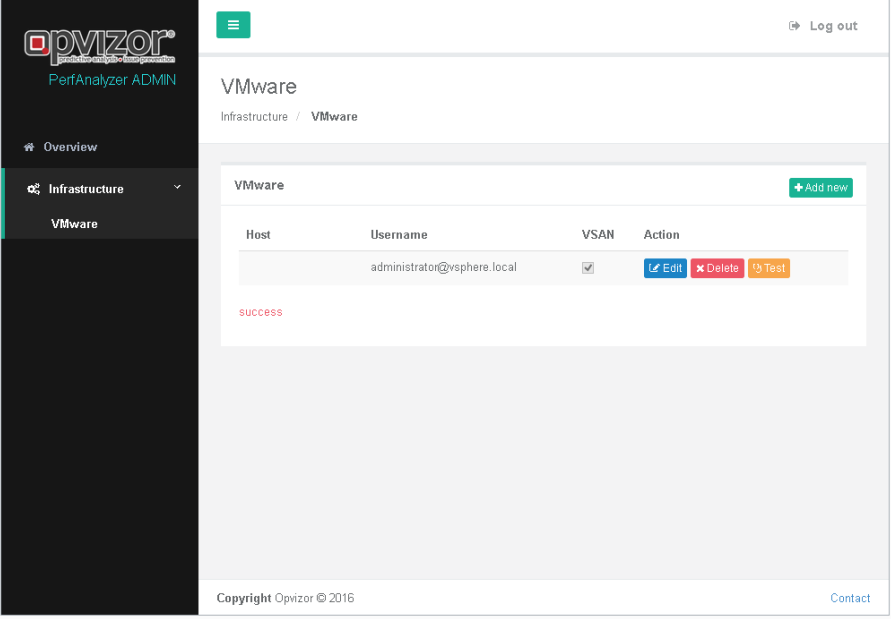 opvizor®
predictive analysis • issue prevention
PerfAnalyzer ADMIN
Overview
Infrastructure
VMware
Log out
VMware
Infrastructure / VMware
VMware
Add new
Host Username VSAN Action
administrator@vsphere.local Edit Delete Test
success
Copyright Opvizor © 2016
Contact